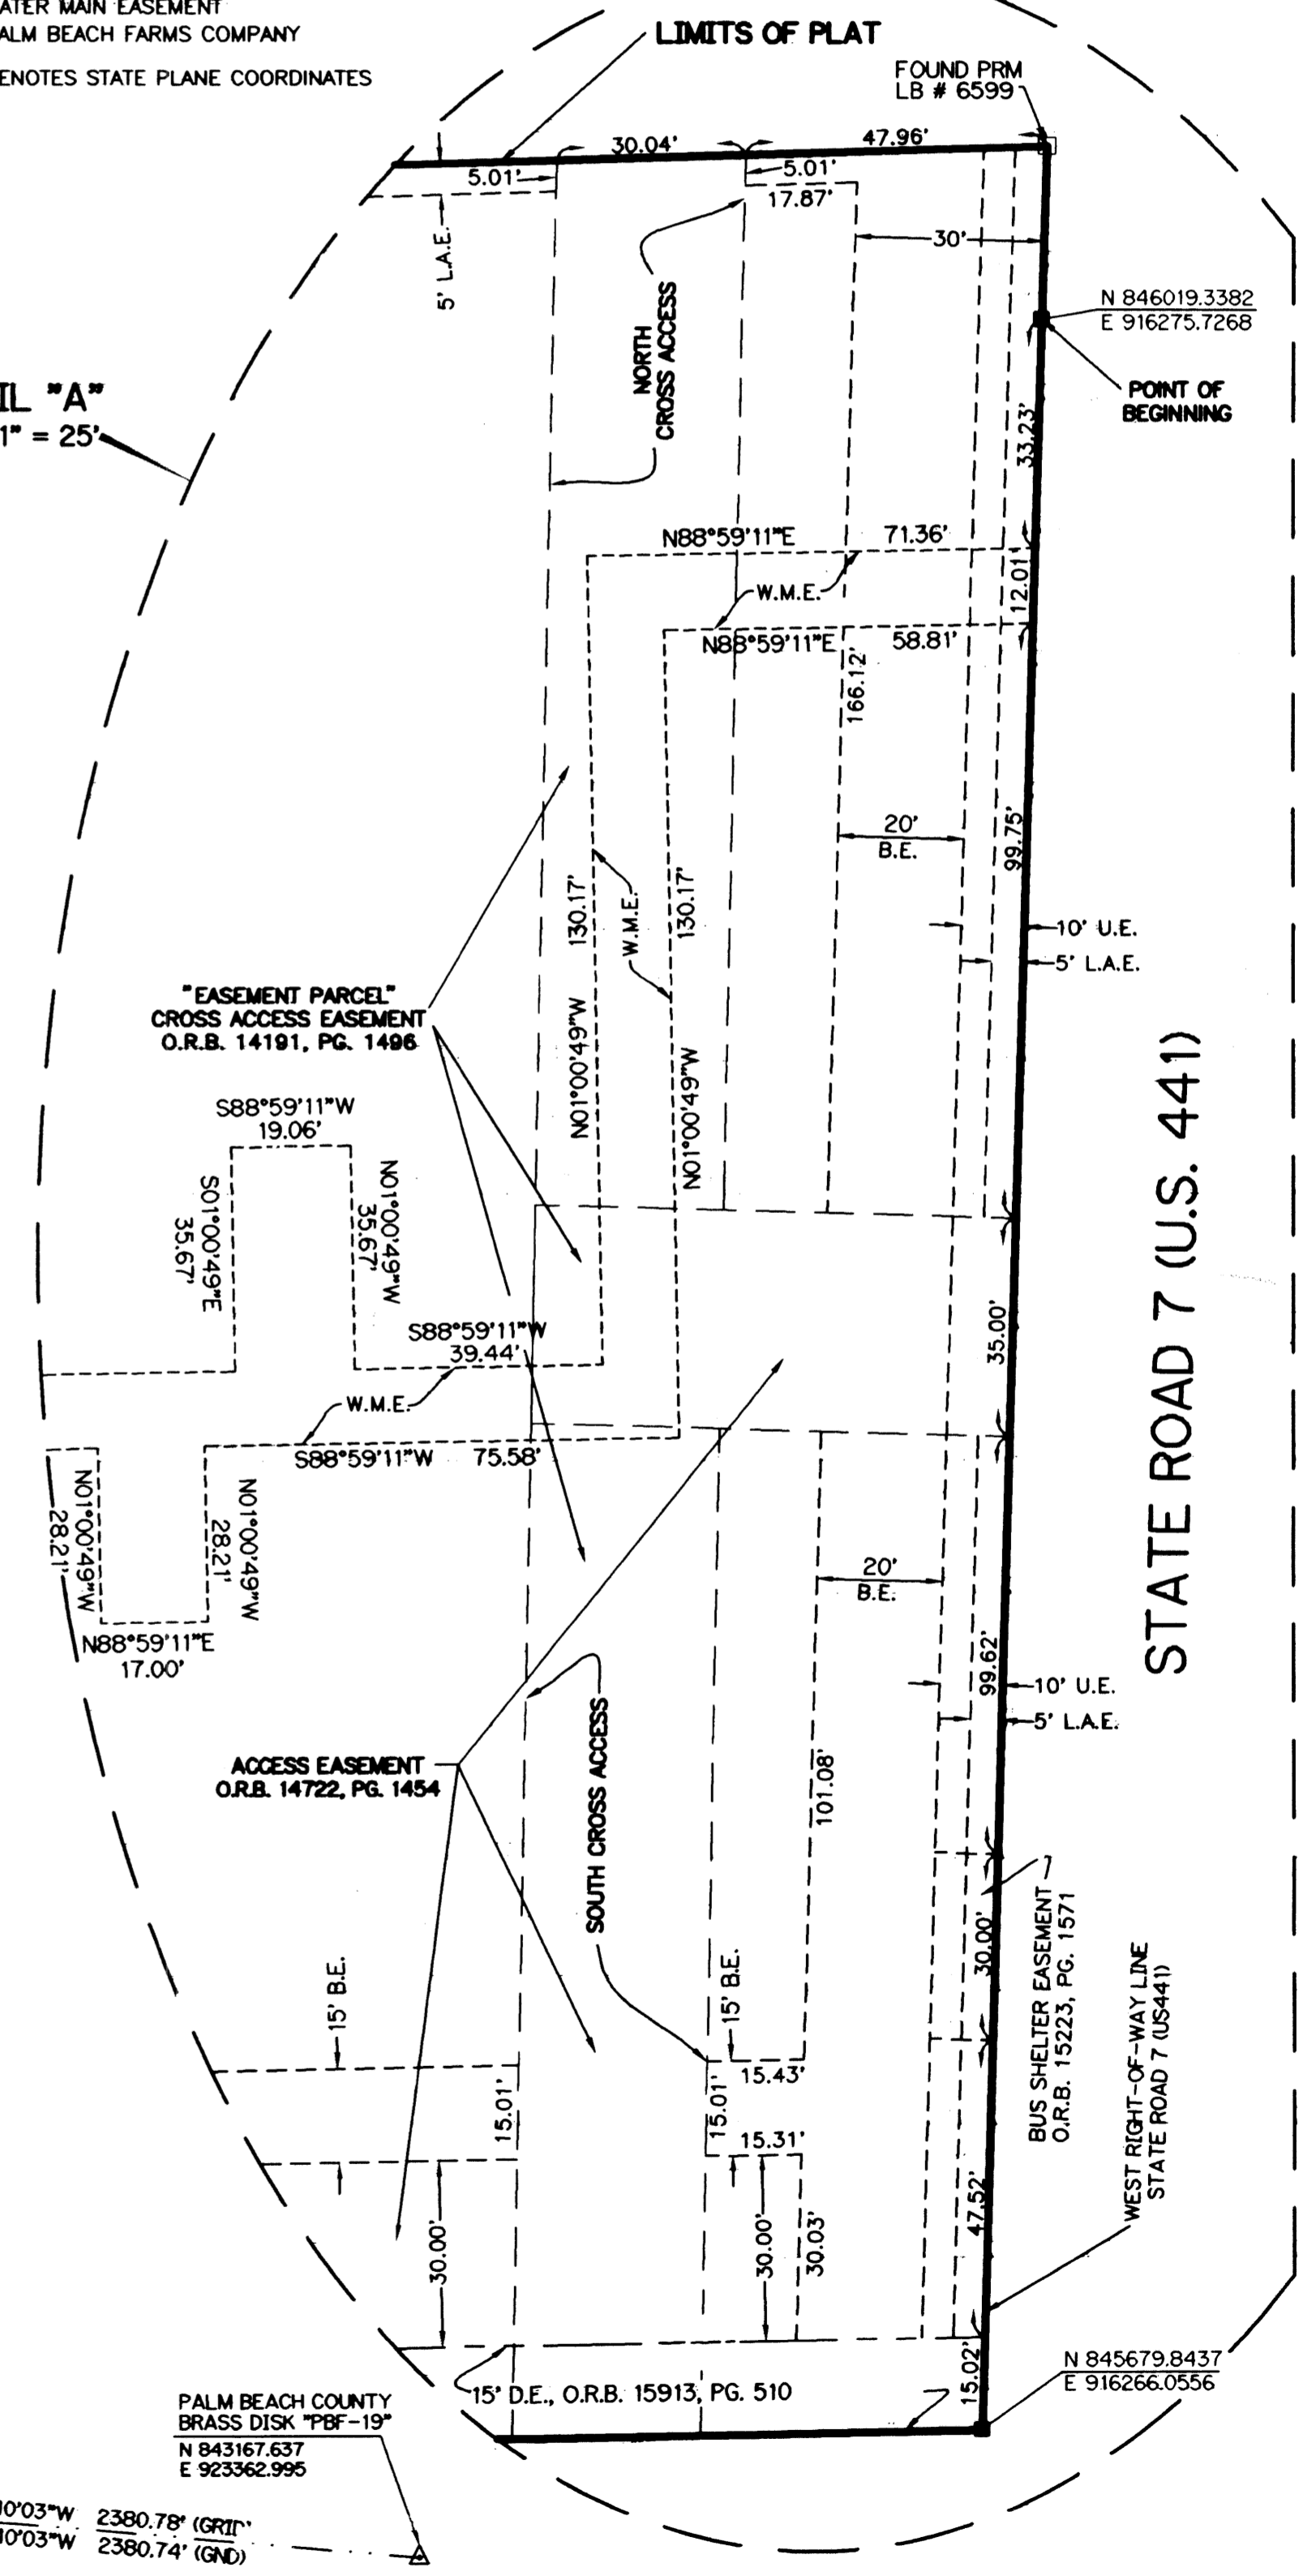 ATER MAIN EASEMENT
ALM BEACH FARMS COMPANY
ENOTES STATE PLANE COORDINATES
LIMITS OF PLAT
FOUND PRM
LB # 6599
30.04'
47.96'
5.01'
5.01'
17.87'
5' L.A.E.
30'
NORTH
CROSS ACCESS
N 846019.3382
E 916275.7268
POINT OF
BEGINNING
IL "A"
1" = 25'
33.23'
N88°59'11"E 71.36'
W.M.E.
12.01'
N88°59'11"E 58.81'
166.12'
20'
B.E.
99.75'
130.17'
W.M.E.
130.17'
10' U.E.
5' L.A.E.
"EASEMENT PARCEL"
CROSS ACCESS EASEMENT
O.R.B. 14191, PG. 1496
N01°00'49"W
N01°00'49"W
STATE ROAD 7 (U.S. 441)
S88°59'11"W
19.06'
S01°00'49"E
35.67'
N01°00'49"W
35.67'
S88°59'11"W
39.44'
35.00'
W.M.E.
S88°59'11"W 75.58'
N01°00'49"W
28.21'
N01°00'49"W
28.21'
N88°59'11"E
17.00'
20'
B.E.
99.62'
10' U.E.
5' L.A.E.
ACCESS EASEMENT
O.R.B. 14722, PG. 1454
SOUTH CROSS ACCESS
101.08'
BUS SHELTER EASEMENT
O.R.B. 15223, PG. 1571
30.00'
WEST RIGHT-OF-WAY LINE
STATE ROAD 7 (US441)
15' B.E.
15' B.E.
15.43'
15.01'
15.01'
15.31'
30.00'
30.00'
30.03'
47.52'
15.02'
N 845679.8437
E 916266.0556
15' D.E., O.R.B. 15913, PG. 510
PALM BEACH COUNTY
BRASS DISK "PBF-19"
N 843167.637
E 923362.995
0'03"W 2380.78' (GRID
0'03"W 2380.74' (GND)